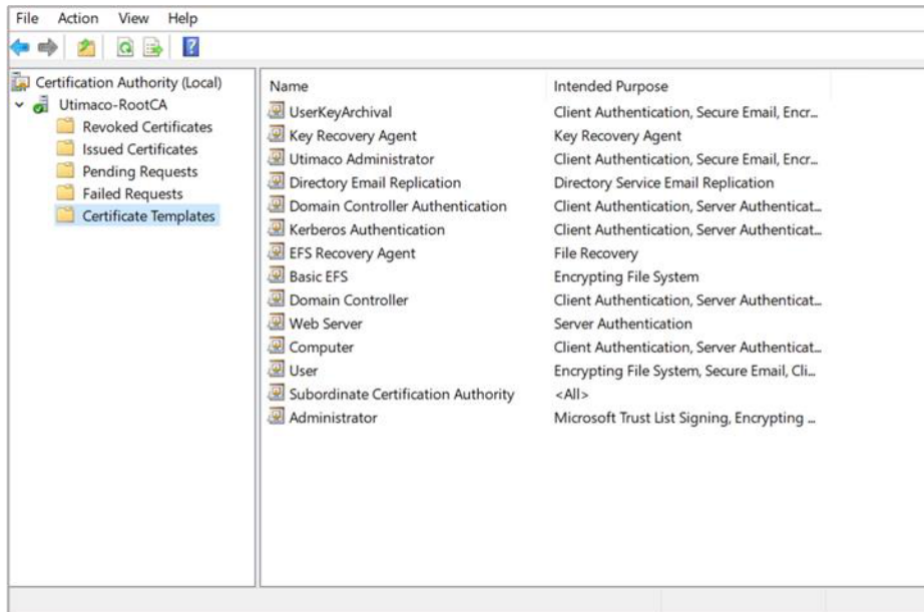 File Action View Help
Certification Authority (Local)
Utimaco-RootCA
Revoked Certificates
Issued Certificates
Pending Requests
Failed Requests
Certificate Templates
Name Intended Purpose
UserKeyArchival Client Authentication, Secure Email, Encr...
Key Recovery Agent Key Recovery Agent
Utimaco Administrator Client Authentication, Secure Email, Encr...
Directory Email Replication Directory Service Email Replication
Domain Controller Authentication Client Authentication, Server Authenticat...
Kerberos Authentication Client Authentication, Server Authenticat...
EFS Recovery Agent File Recovery
Basic EFS Encrypting File System
Domain Controller Client Authentication, Server Authenticat...
Web Server Server Authentication
Computer Client Authentication, Server Authenticat...
User Encrypting File System, Secure Email, Cli...
Subordinate Certification Authority <All>
Administrator Microsoft Trust List Signing, Encrypting ...